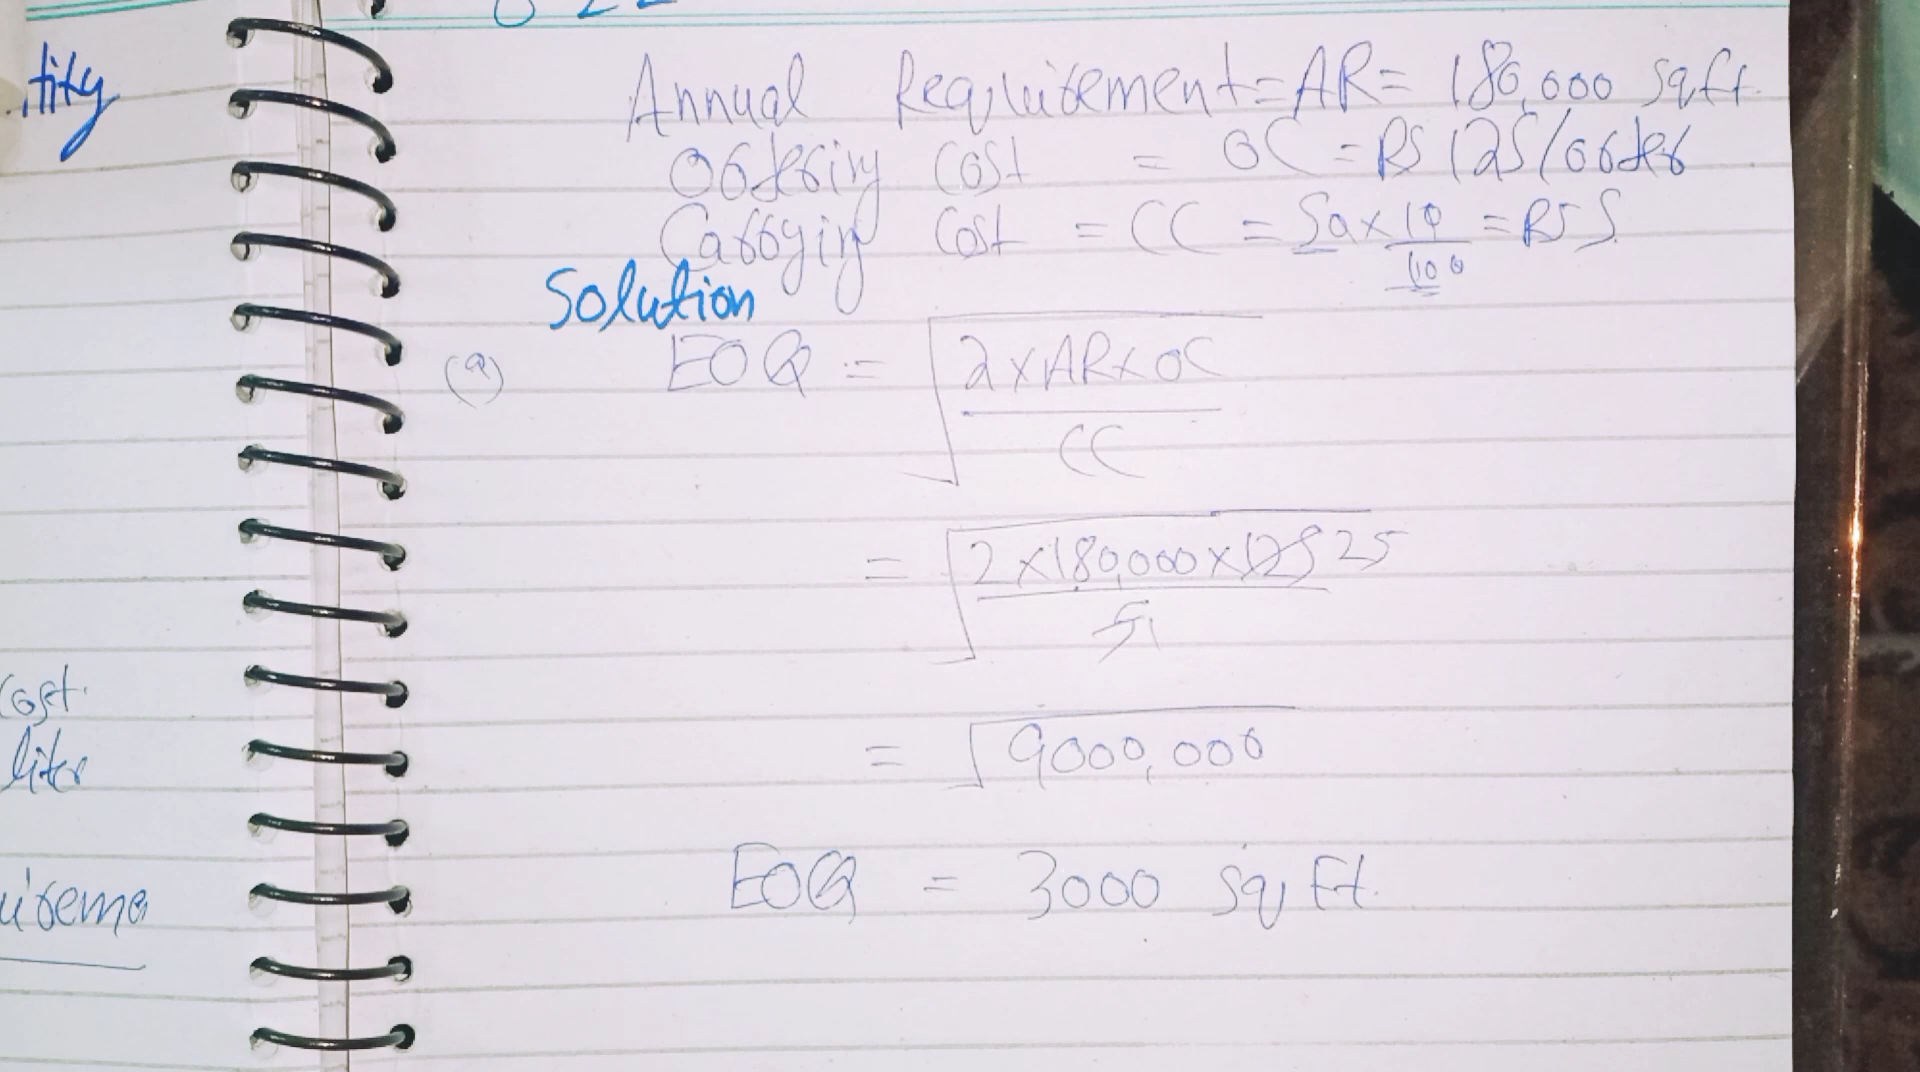 tity
Annual Requirement = AR = 180,000 sqft.
Ordering Cost = OC = RS 125/order
Carrying Cost = CC = 50 x 10/100 = RS 5.
Solution
(a) EOQ = √(2 x AR x OC / CC)
= √(2 x 180,000 x 125 25 / 5 1)
Cost.
= √9000,000
liter
EOQ = 3000 sq Ft.
uireme